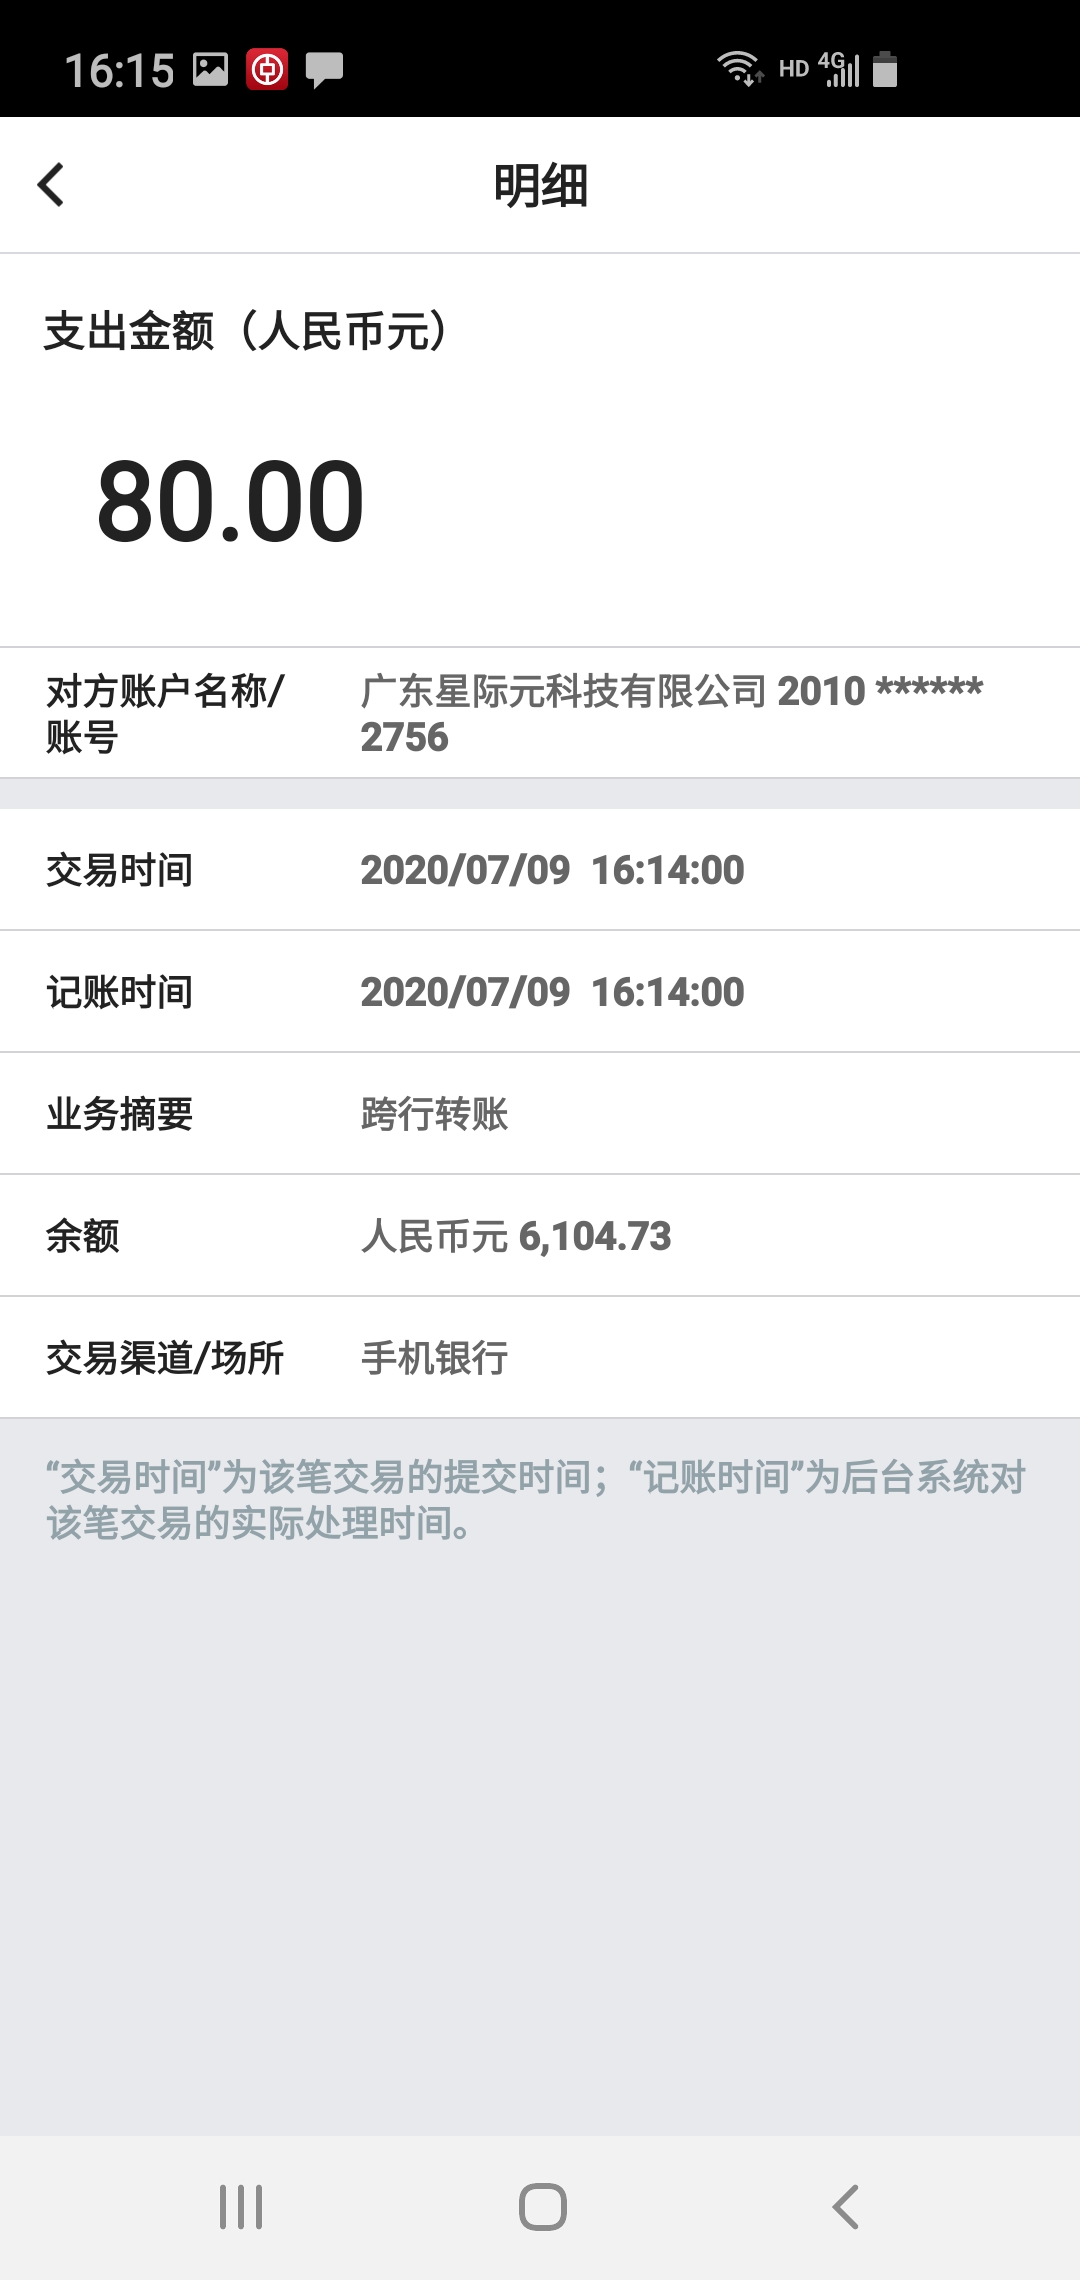 16:15 HD 4G
明细
支出金额（人民币元）
80.00
对方账户名称/
账号
广东星际元科技有限公司 2010 ******
2756
交易时间 2020/07/09 16:14:00
记账时间 2020/07/09 16:14:00
业务摘要 跨行转账
余额 人民币元 6,104.73
交易渠道/场所 手机银行
“交易时间”为该笔交易的提交时间；“记账时间”为后台系统对
该笔交易的实际处理时间。